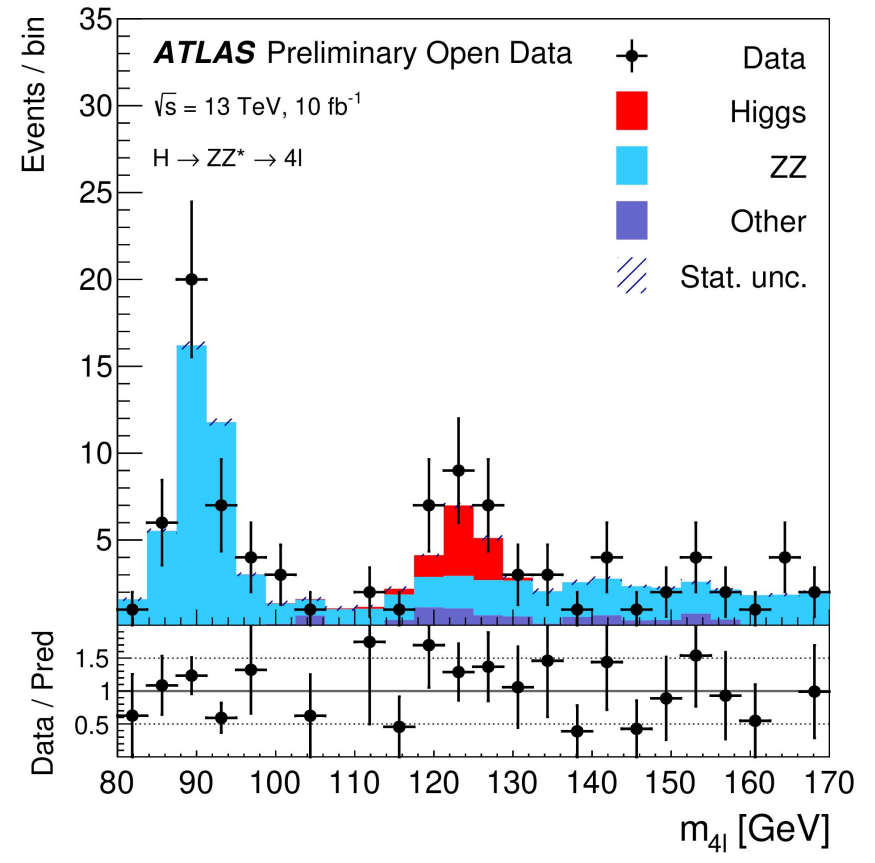 ATLAS Preliminary Open Data
√s = 13 TeV, 10 fb⁻¹
H → ZZ* → 4l
Data
Higgs
ZZ
Other
Stat. unc.
Events / bin
35
30
25
20
15
10
5
Data / Pred
1.5
1
0.5
80 90 100 110 120 130 140 150 160 170
m₄ₗ [GeV]